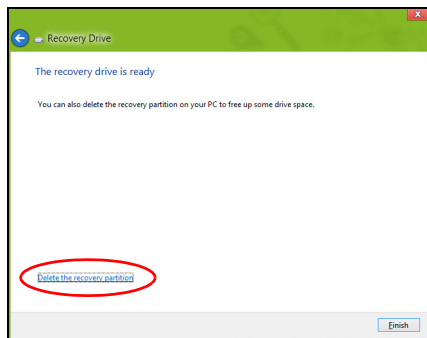 x
Recovery Drive
The recovery drive is ready
You can also delete the recovery partition on your PC to free up some drive space.
Delete the recovery partition
Finish